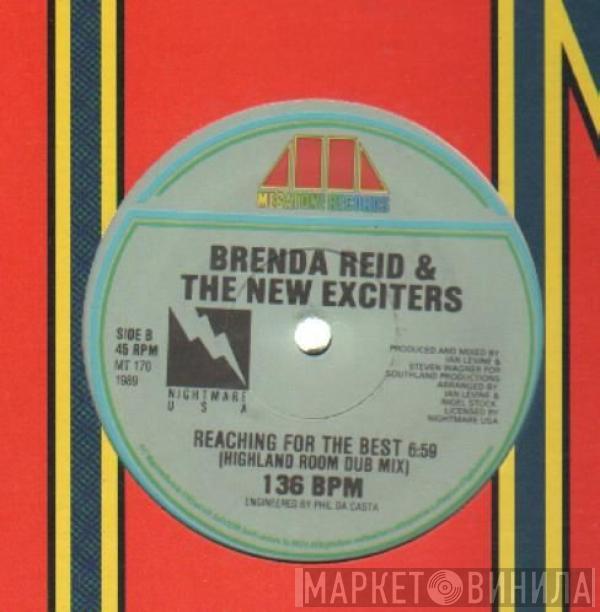 MEGATONE RECORDS
BRENDA REID &
THE NEW EXCITERS
SIDE B
45 RPM
MT 170
1989
NIGHTMARE
USA
PRODUCED AND MIXED BY
IAN LEVINE &
STEVEN WAGNER FOR
SOUTHLAND PRODUCTIONS
ARRANGED BY
IAN LEVINE &
NIGEL STOCK.
LICENSED BY
NIGHTMARE USA
REACHING FOR THE BEST 6:59
(HIGHLAND ROOM DUB MIX)
136 BPM
ENGINEERED BY PHIL DA CASTA
МАРКЕТ ВИНИЛА